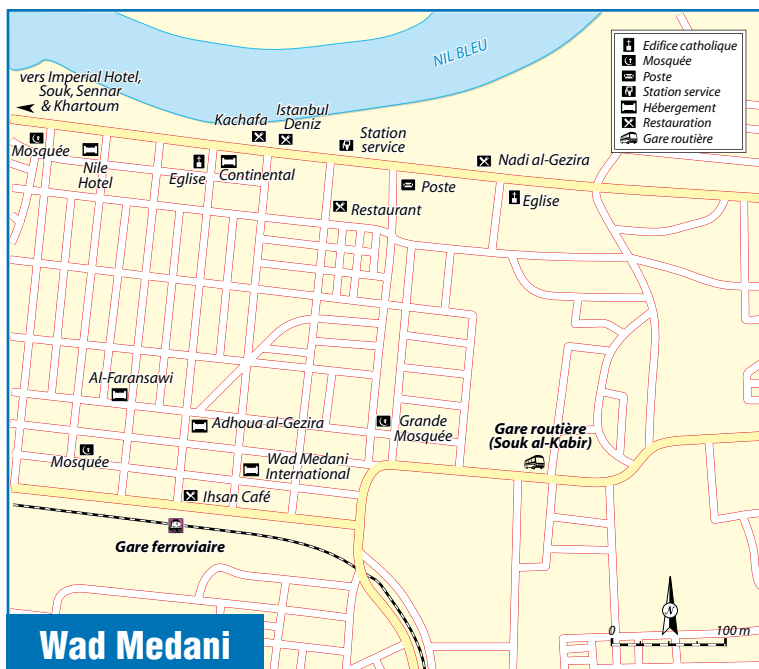 NIL BLEU
Edifice catholique
Mosquée
Poste
Station service
Hébergement
Restauration
Gare routière
vers Imperial Hotel,
Souk, Sennar
& Khartoum
Kachafa
Istanbul
Deniz
Station
service
Mosquée
Nile
Hotel
Eglise
Continental
Nadi al-Gezira
Poste
Eglise
Restaurant
Al-Faransawi
Adhoua al-Gezira
Grande
Mosquée
Gare routière
(Souk al-Kabir)
Mosquée
Wad Medani
International
Ihsan Café
Gare ferroviaire
N
0
100 m
Wad Medani